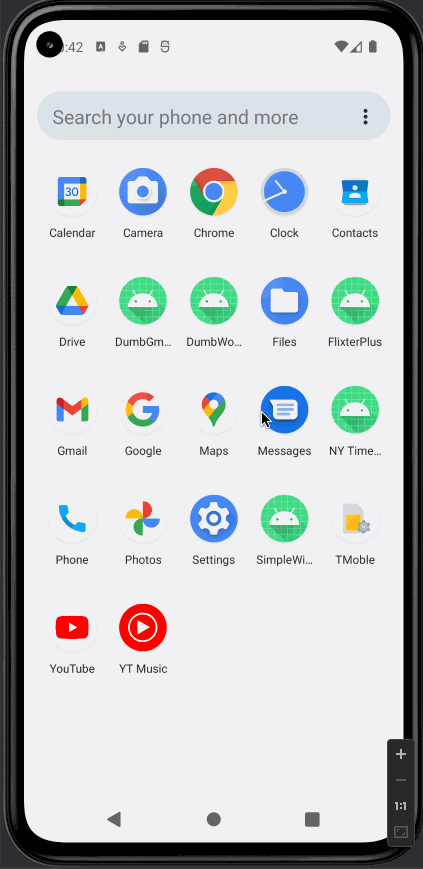 :42
Search your phone and more
30
Calendar Camera Chrome Clock Contacts
Drive DumbGm... DumbWo... Files FlixterPlus
Gmail Google Maps Messages NY Time...
Phone Photos Settings SimpleWi... TMoble
YouTube YT Music
1:1